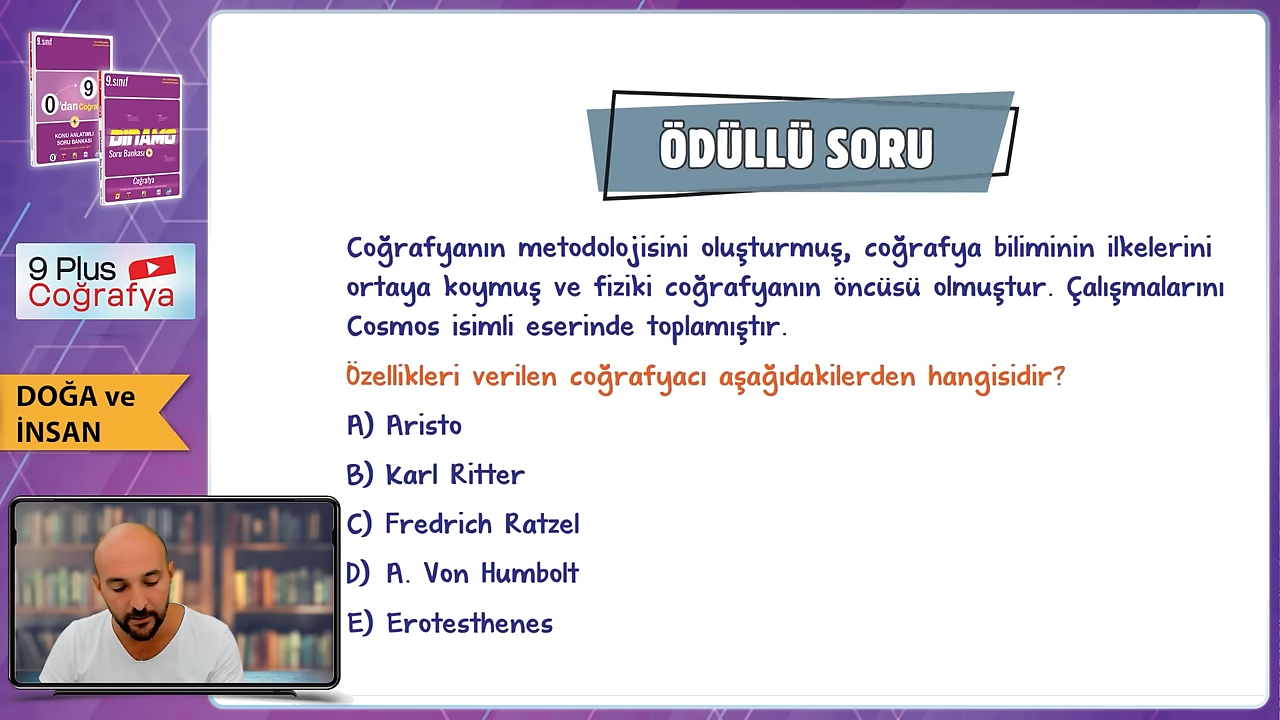 9.sınıf
0'dan 9
Coğra
KONU ANLATIMLI
SORU BANKASI
9.sınıf
DİNAMO
Soru Bankası
Coğrafya
9 Plus
Coğrafya
DOĞA ve
İNSAN
ÖDÜLLÜ SORU
Coğrafyanın metodolojisini oluşturmuş, coğrafya biliminin ilkelerini
ortaya koymuş ve fiziki coğrafyanın öncüsü olmuştur. Çalışmalarını
Cosmos isimli eserinde toplamıştır.
Özellikleri verilen coğrafyacı aşağıdakilerden hangisidir?
A) Aristo
B) Karl Ritter
C) Fredrich Ratzel
D) A. Von Humbolt
E) Erotesthenes